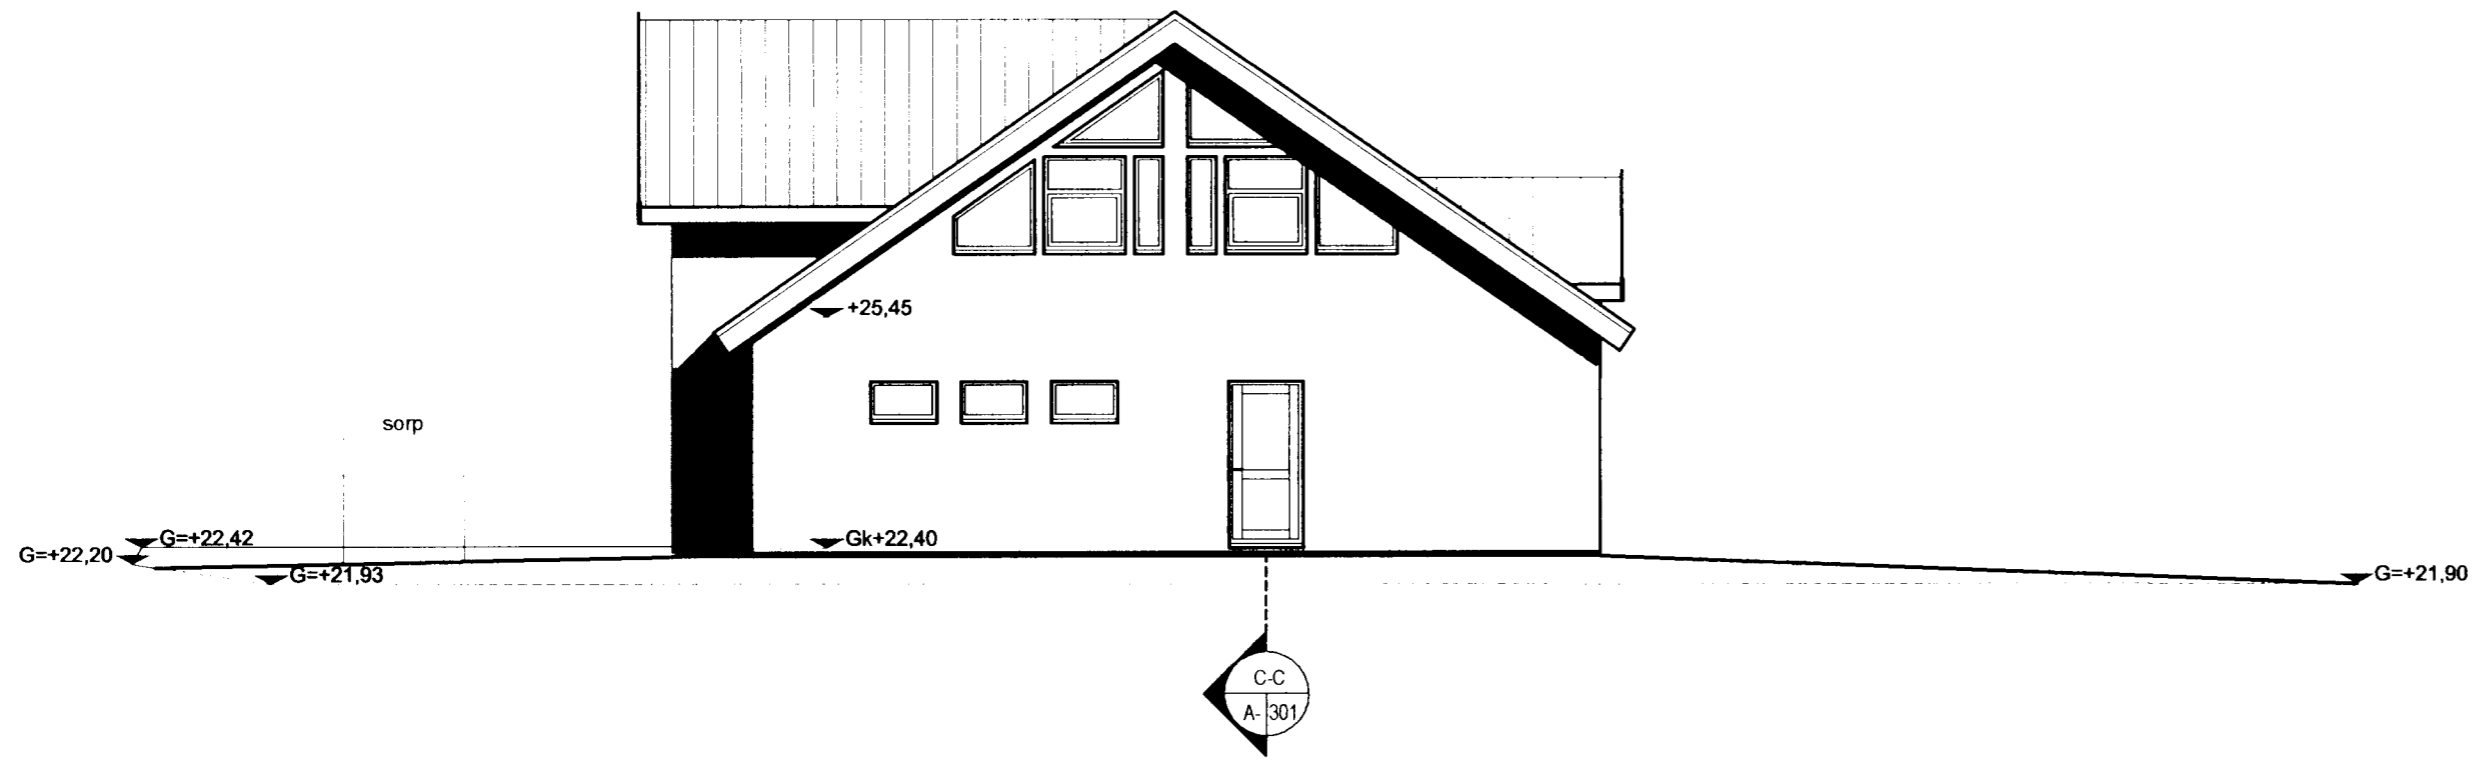 +25,45
sorp
G=+22,42
G=+22,20
G=+21,93
Gk+22,40
G=+21,90
C-C
A- 301